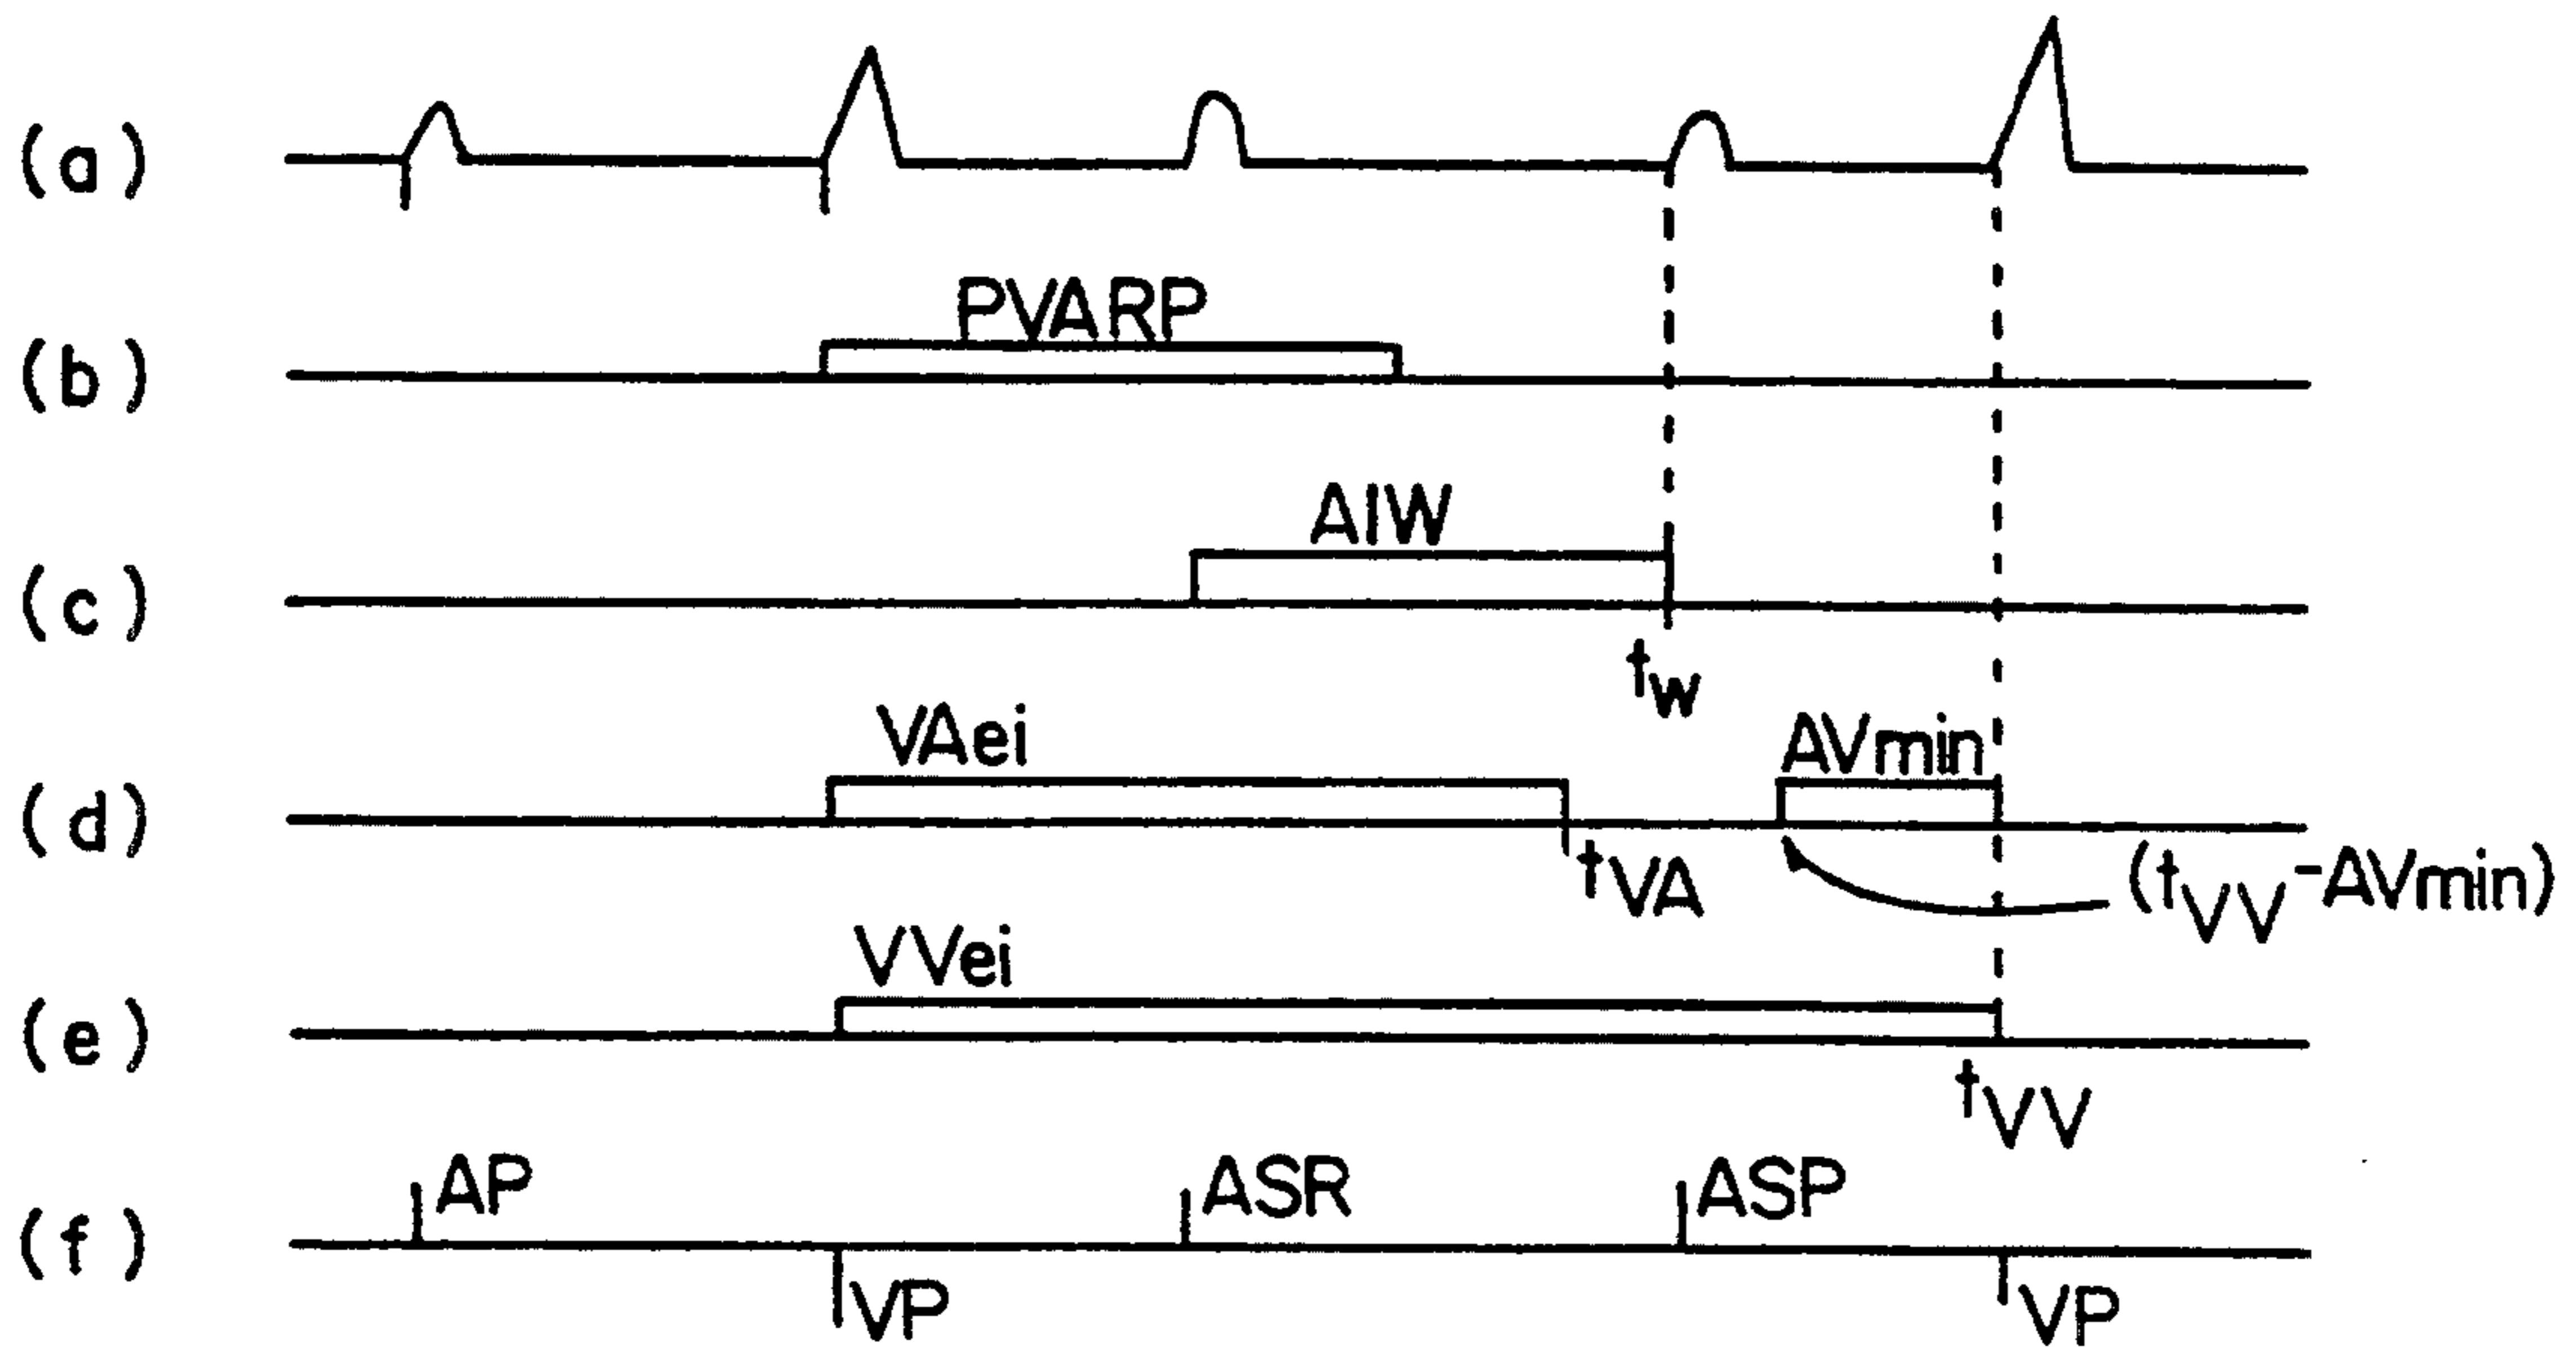 (a)
(b)
PVARP
(c)
AIW
tW
(d)
VAei
AVmin
tVA
(tVV-AVmin)
(e)
VVei
tVV
(f)
AP
ASR
ASP
VP
VP